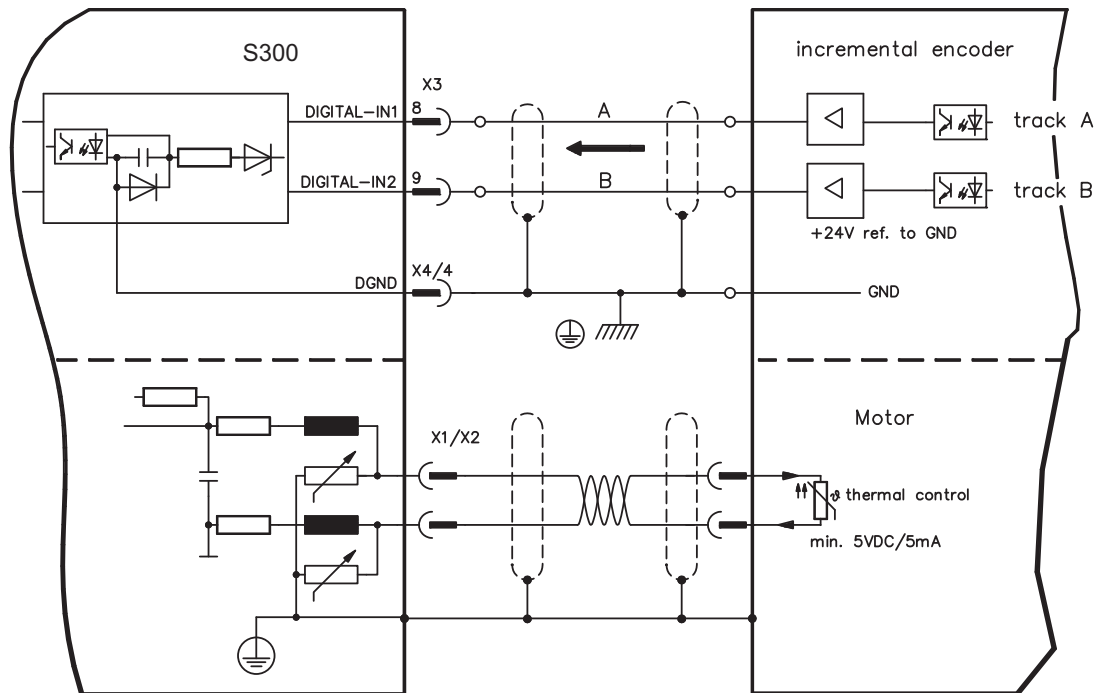 S300
incremental encoder
X3
DIGITAL-IN1
8
A
track A
DIGITAL-IN2
9
B
track B
+24V ref. to GND
DGND
X4/4
GND
Motor
X1/X2
ϑ thermal control
min. 5VDC/5mA